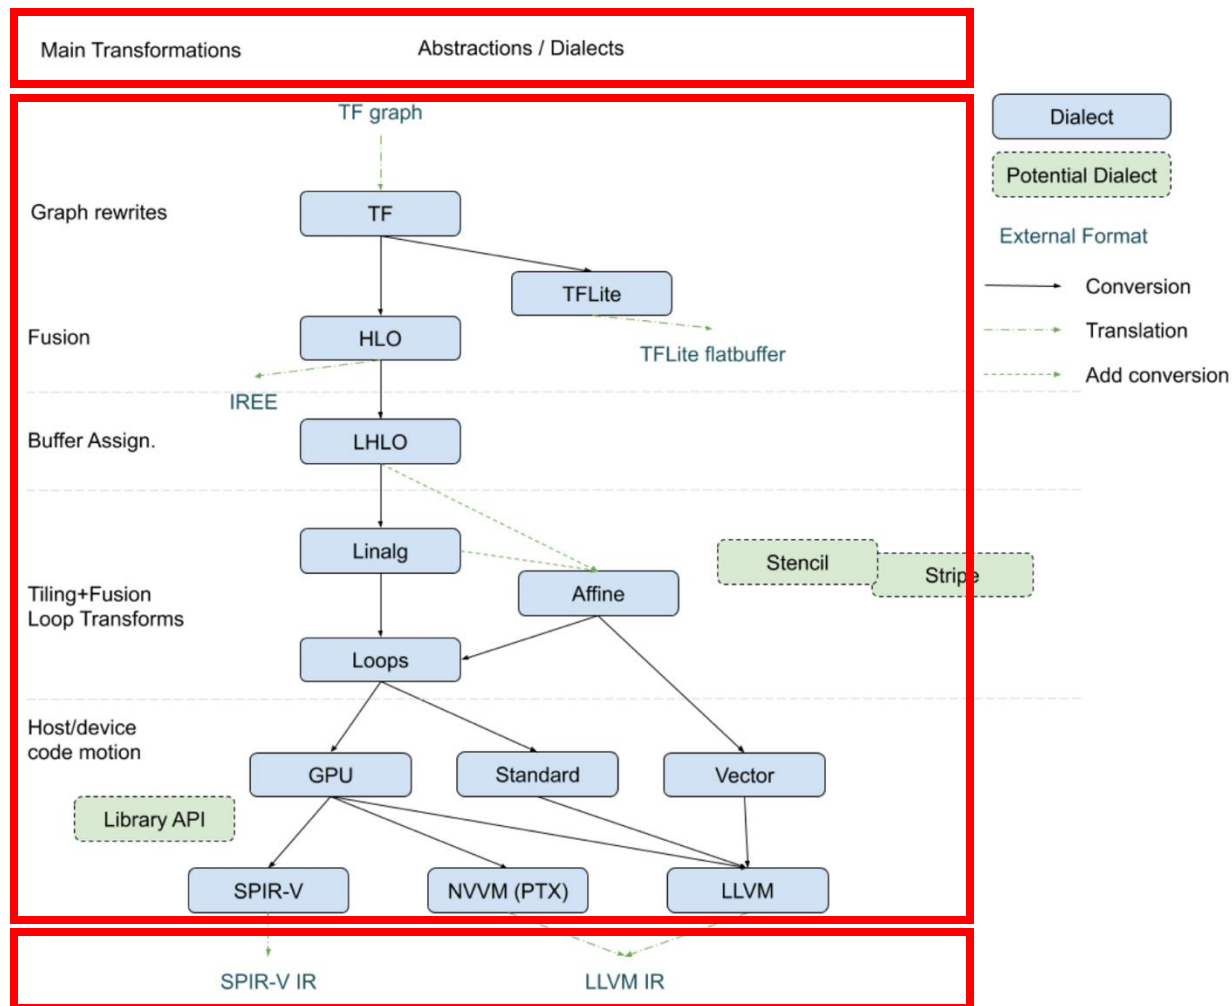 Main Transformations
Abstractions / Dialects
TF graph
Dialect
Potential Dialect
Graph rewrites
TF
External Format
TFLite
Conversion
Fusion
HLO
Translation
TFLite flatbuffer
Add conversion
IREE
Buffer Assign.
LHLO
Linalg
Stencil
Stripe
Tiling+Fusion
Loop Transforms
Affine
Loops
Host/device
code motion
GPU
Standard
Vector
Library API
SPIR-V
NVVM (PTX)
LLVM
SPIR-V IR
LLVM IR